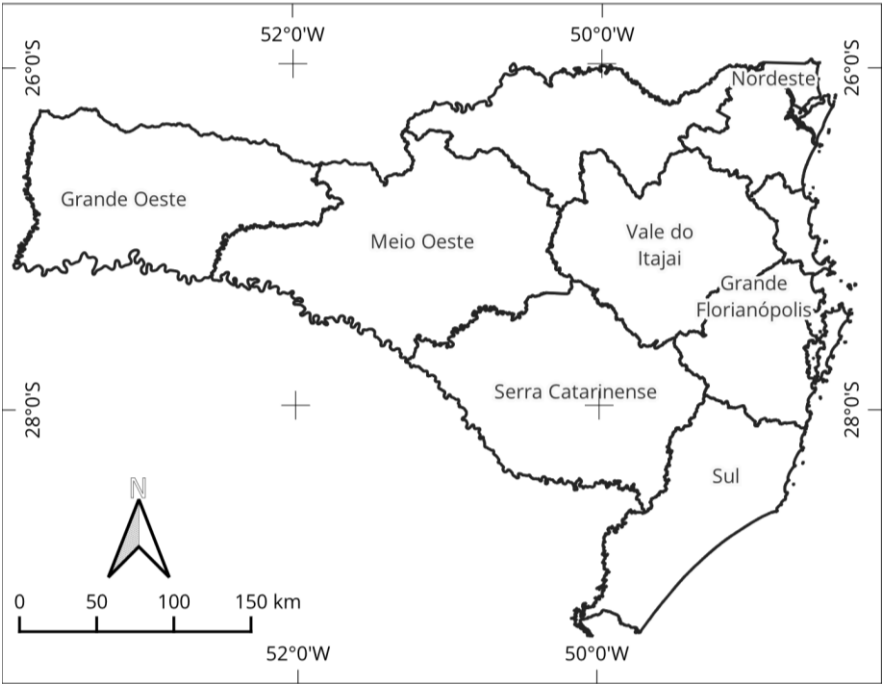 52°0'W
50°0'W
26°0'S
26°0'S
Nordeste
Grande Oeste
Meio Oeste
Vale do
Itajai
Grande
Florianópolis
Serra Catarinense
28°0'S
28°0'S
Sul
N
0 50 100 150 km
52°0'W
50°0'W